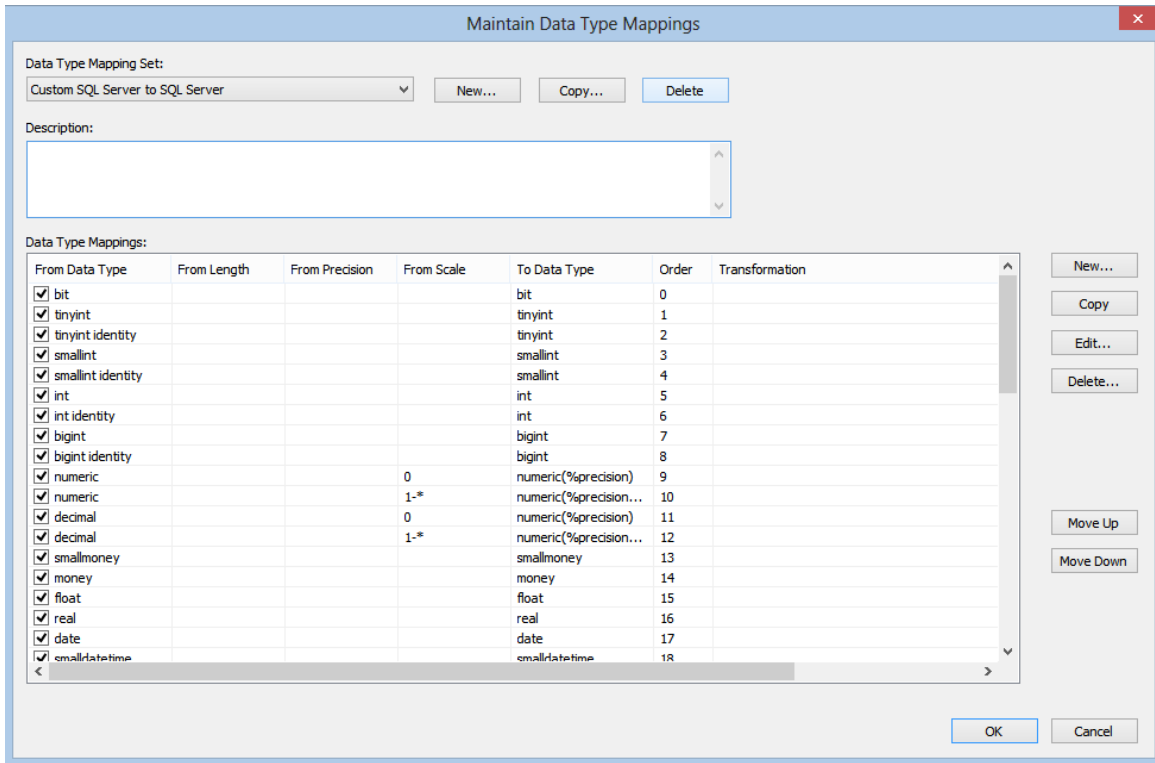 Maintain Data Type Mappings
Data Type Mapping Set:
Custom SQL Server to SQL Server New... Copy... Delete
Description:
Data Type Mappings:
From Data Type From Length From Precision From Scale To Data Type Order Transformation New...
bit bit 0
tinyint tinyint 1 Copy
tinyint identity tinyint 2
smallint smallint 3 Edit...
smallint identity smallint 4
int int 5 Delete...
int identity int 6
bigint bigint 7
bigint identity bigint 8
numeric 0 numeric(%precision) 9
numeric 1-* numeric(%precision... 10
decimal 0 numeric(%precision) 11 Move Up
decimal 1-* numeric(%precision... 12
smallmoney smallmoney 13 Move Down
money money 14
float float 15
real real 16
date date 17
smalldatetime smalldatetime 18
OK Cancel